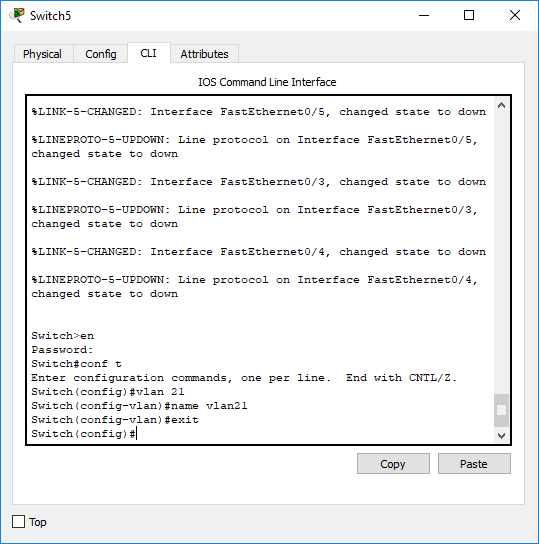 Switch5
Physical Config CLI Attributes
IOS Command Line Interface
%LINK-5-CHANGED: Interface FastEthernet0/5, changed state to down
%LINEPROTO-5-UPDOWN: Line protocol on Interface FastEthernet0/5,
changed state to down
%LINK-5-CHANGED: Interface FastEthernet0/3, changed state to down
%LINEPROTO-5-UPDOWN: Line protocol on Interface FastEthernet0/3,
changed state to down
%LINK-5-CHANGED: Interface FastEthernet0/4, changed state to down
%LINEPROTO-5-UPDOWN: Line protocol on Interface FastEthernet0/4,
changed state to down
Switch>en
Password:
Switch#conf t
Enter configuration commands, one per line.  End with CNTL/Z.
Switch(config)#vlan 21
Switch(config-vlan)#name vlan21
Switch(config-vlan)#exit
Switch(config)#
Copy Paste
Top